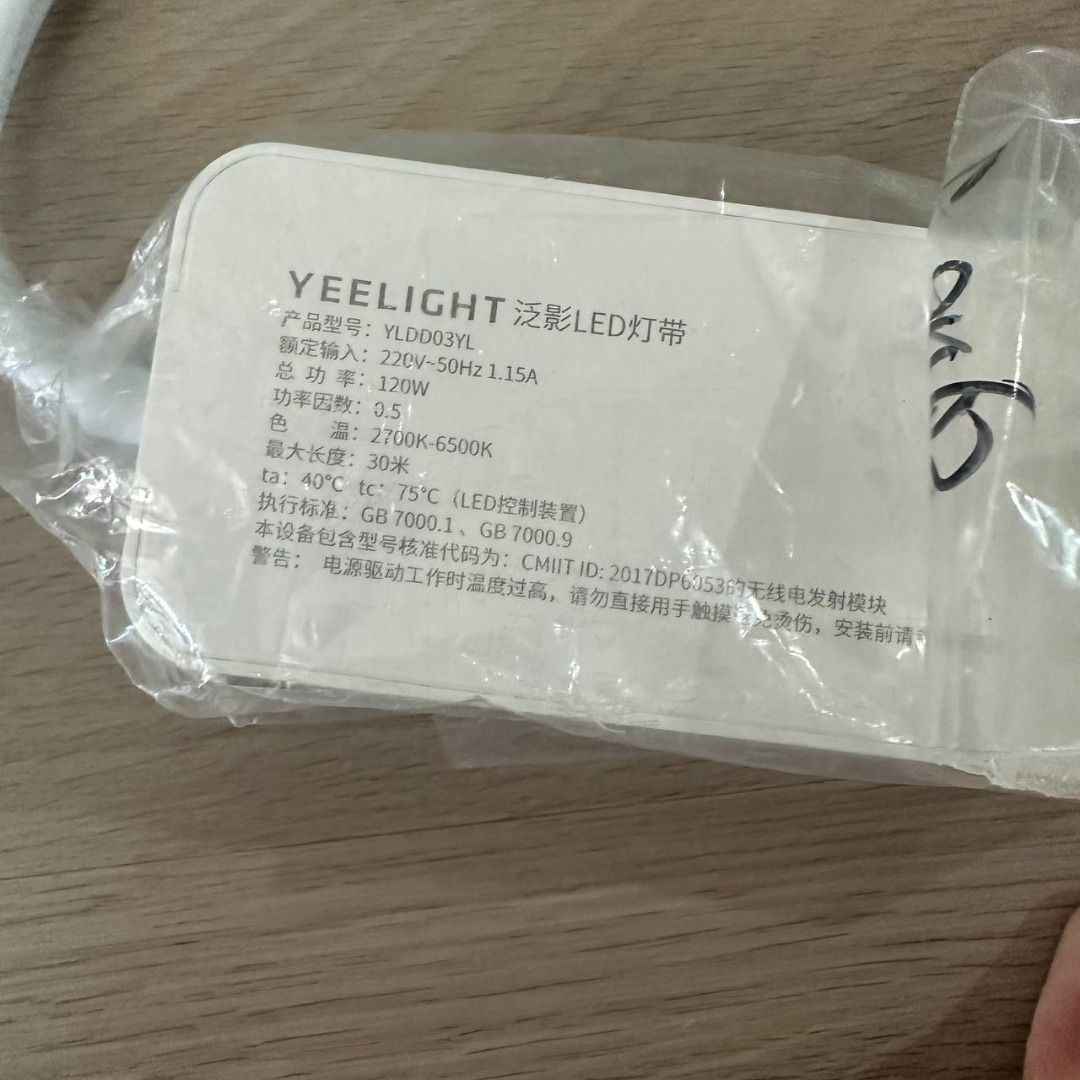 YEELIGHT 泛影LED灯带
产品型号：YLDD03YL
额定输入：220V~50Hz 1.15A
总 功 率：120W
功率因数：0.5
色 温：2700K-6500K
最大长度：30米
ta：40°C tc：75°C（LED控制装置）
执行标准：GB 7000.1、GB 7000.9
本设备包含型号核准代码为：CMIIT ID: 2017DP6053的无线电发射模块
警告： 电源驱动工作时温度过高，请勿直接用手触摸 免烫伤，安装前请